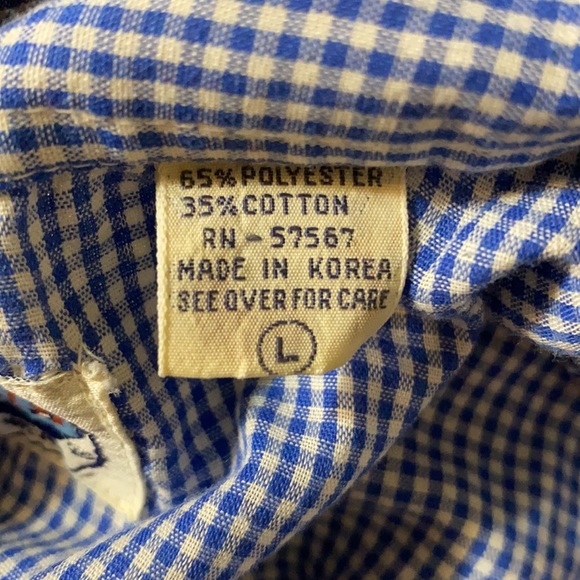 65% POLYESTER
35% COTTON
RN - 57567
MADE IN KOREA
SEE OVER FOR CARE
L